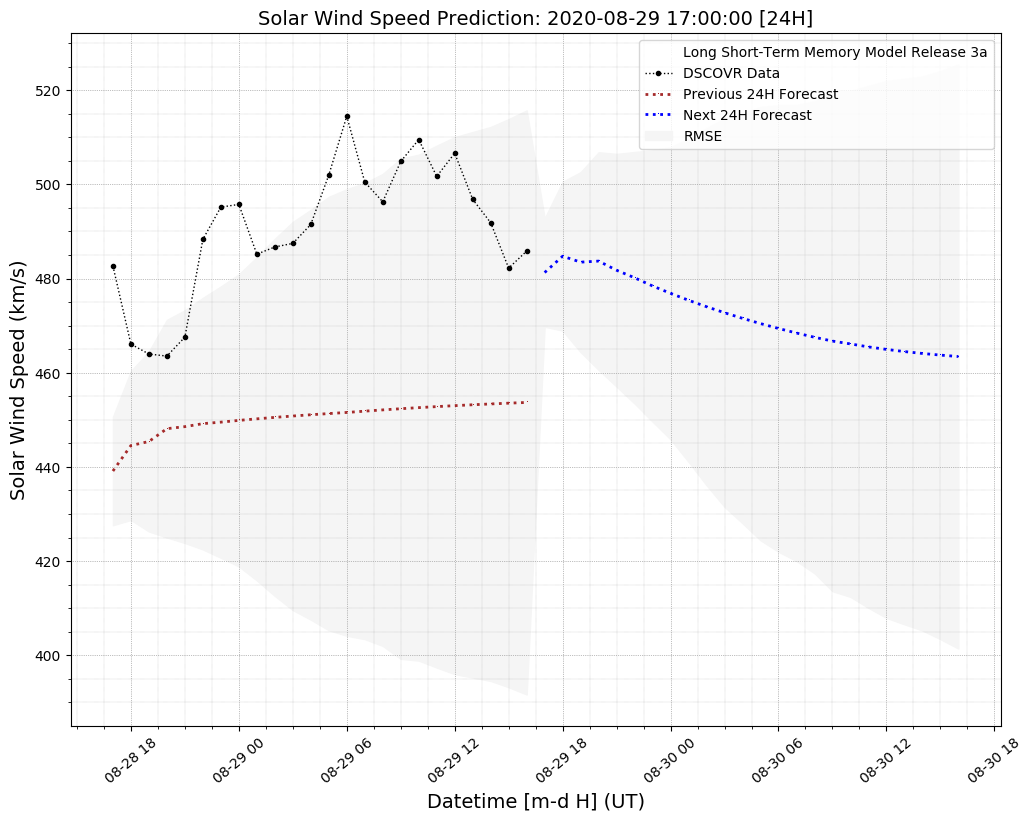 Solar Wind Speed Prediction: 2020-08-29 17:00:00 [24H]
Long Short-Term Memory Model Release 3a
DSCOVR Data
Previous 24H Forecast
Next 24H Forecast
RMSE
Solar Wind Speed (km/s)
520
500
480
460
440
420
400
08-28 18
08-29 00
08-29 06
08-29 12
08-29 18
08-30 00
08-30 06
08-30 12
08-30 18
Datetime [m-d H] (UT)